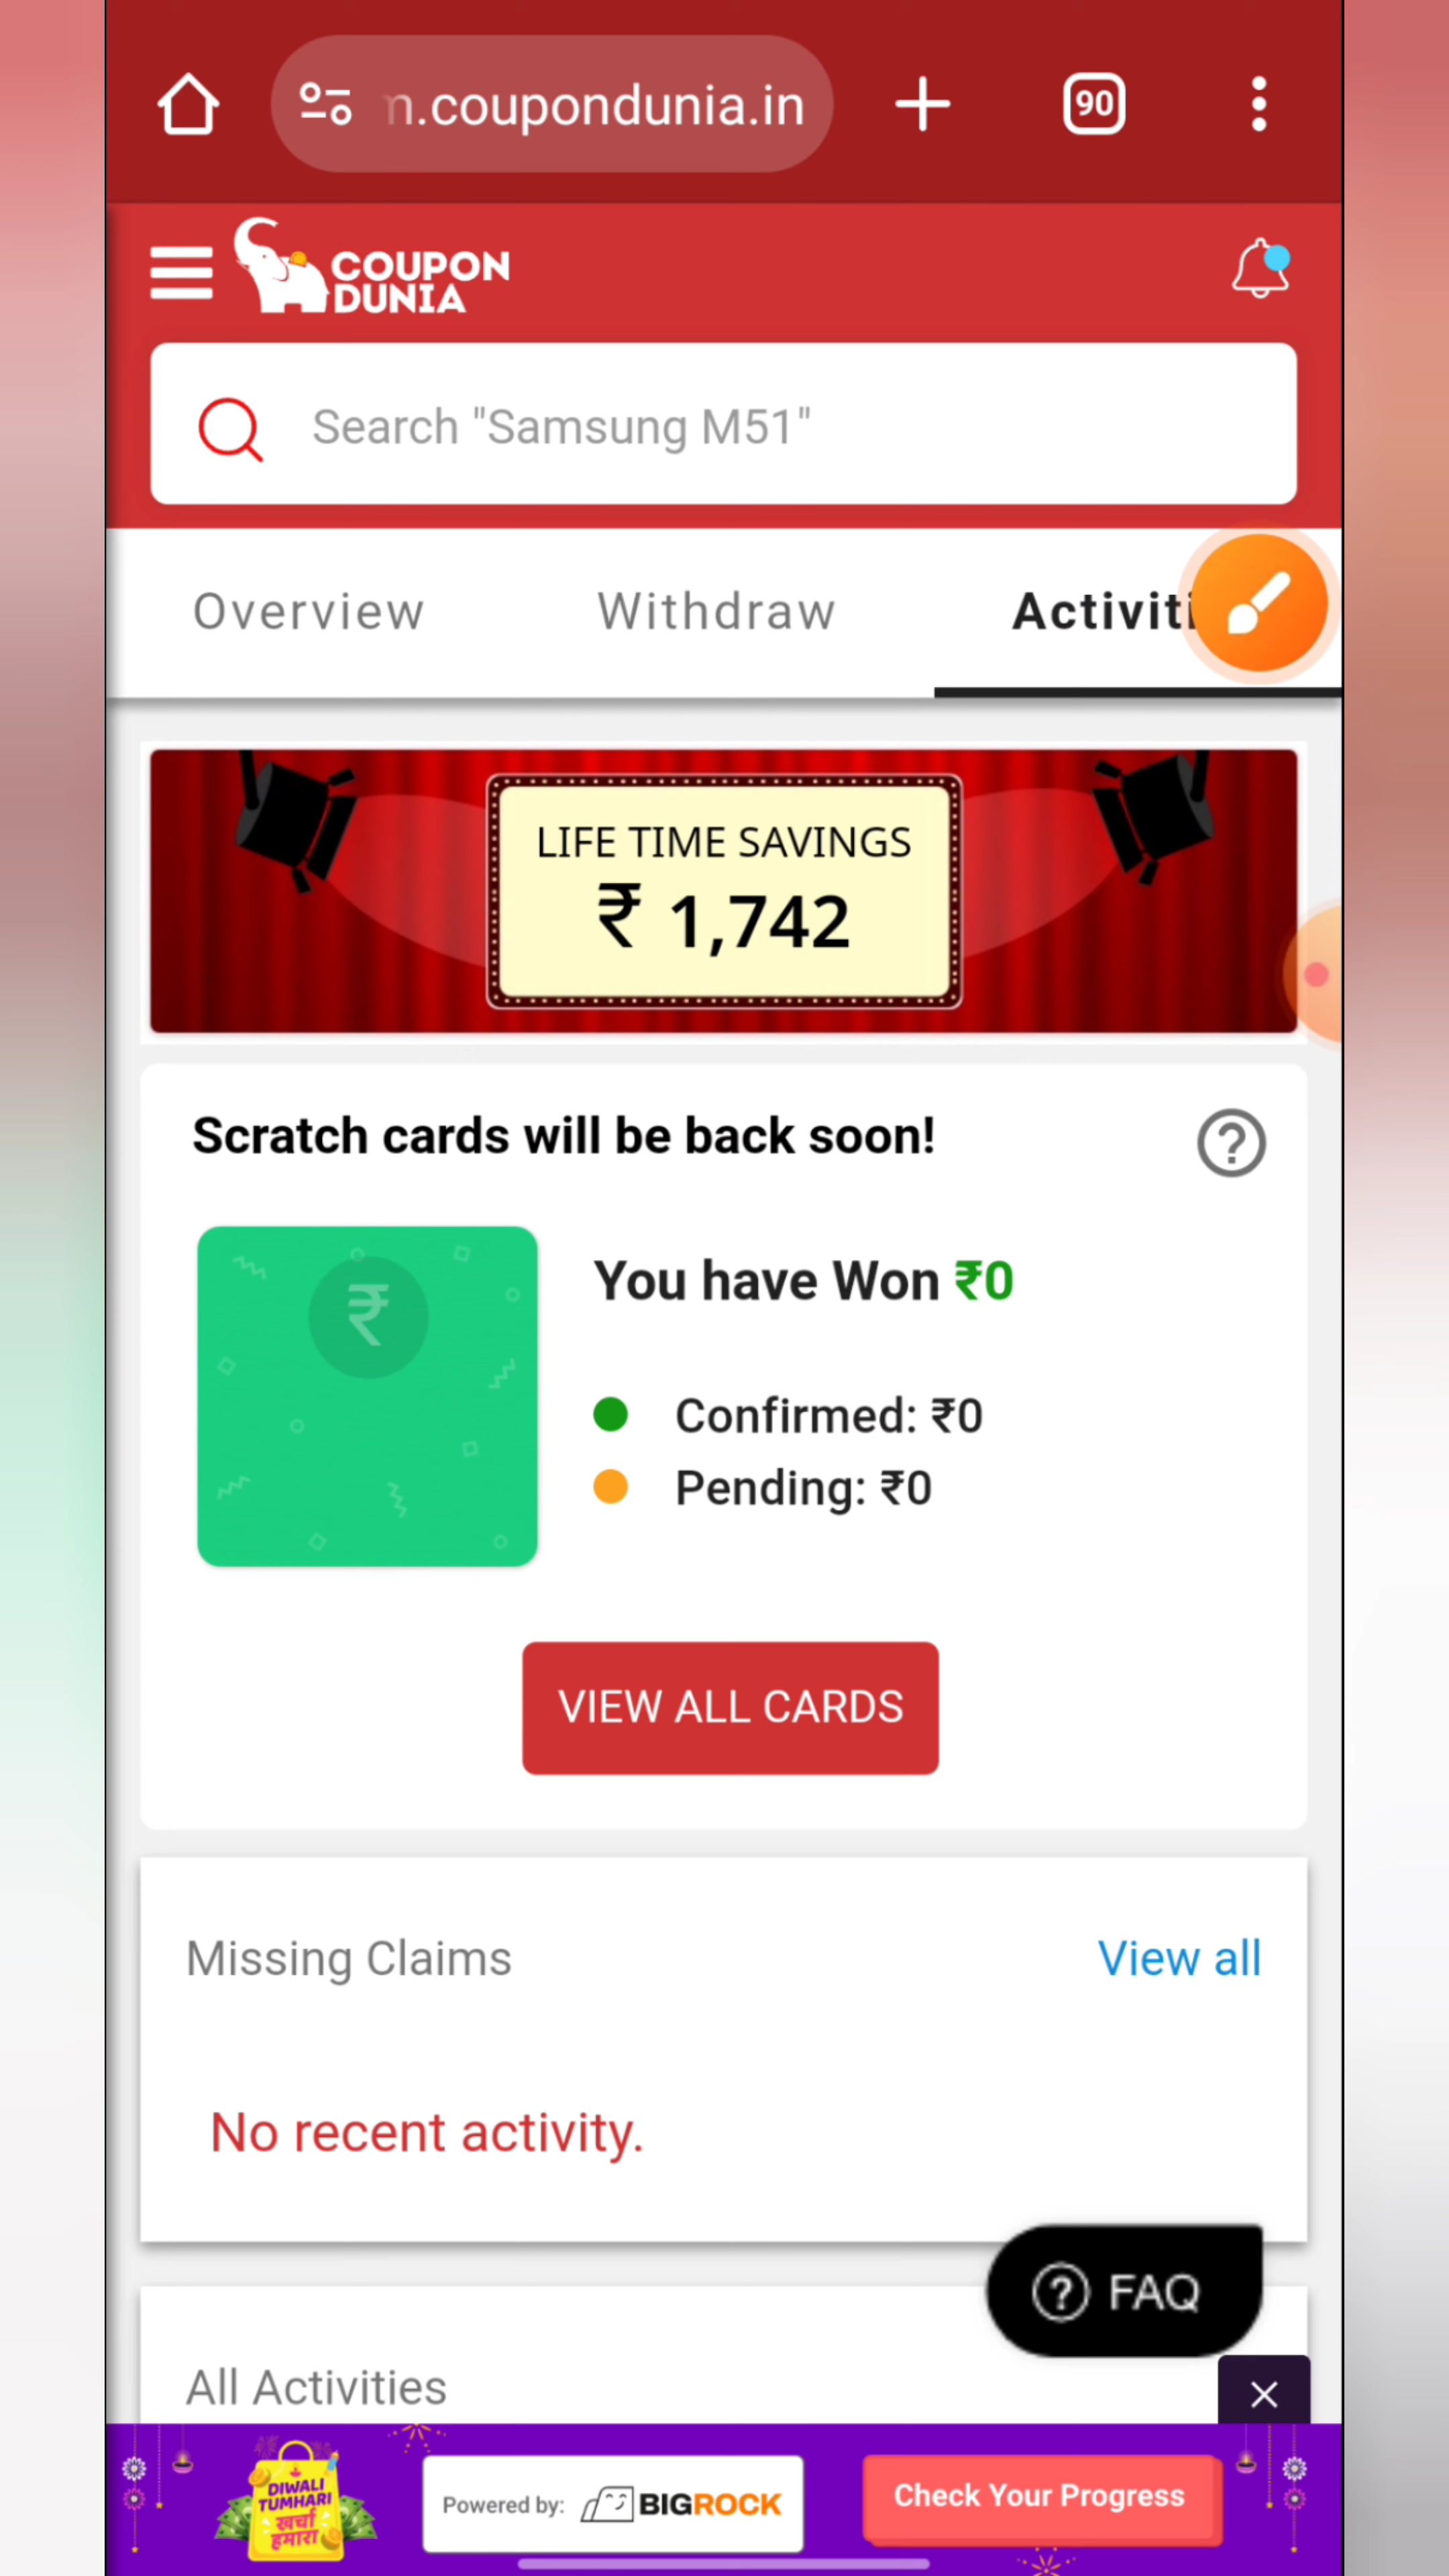 m.coupondunia.in
90
COUPON
DUNIA
Search "Samsung M51"
Overview Withdraw Activiti
LIFE TIME SAVINGS
₹ 1,742
Scratch cards will be back soon!
₹
You have Won ₹0
Confirmed: ₹0
Pending: ₹0
VIEW ALL CARDS
Missing Claims View all
No recent activity.
FAQ
All Activities
DIWALI
TUMHARI
खर्चा
हमारा
Powered by: BIGROCK
Check Your Progress